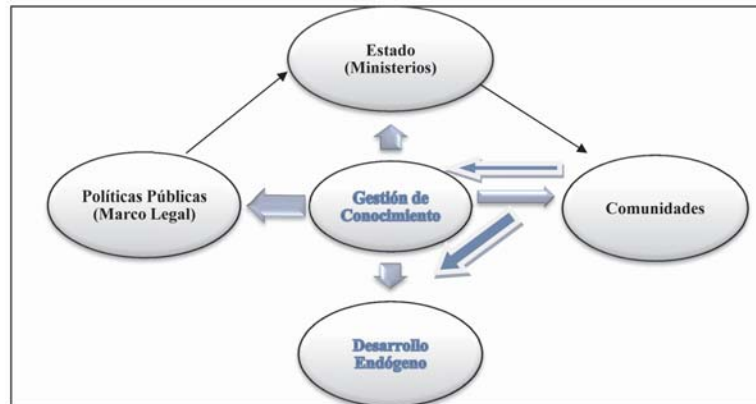 Estado
(Ministerios)
Políticas Públicas
(Marco Legal)
Gestión de
Conocimiento
Comunidades
Desarrollo
Endógeno